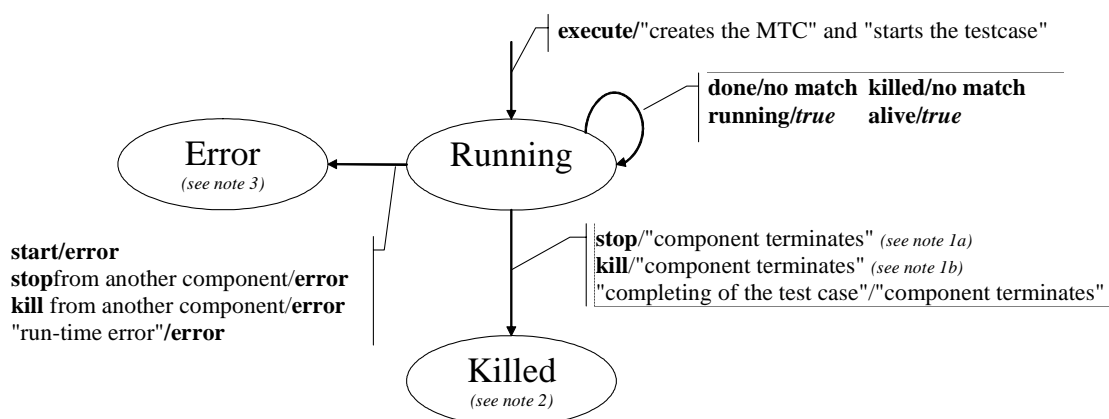 execute/"creates the MTC" and "starts the testcase"
done/no match killed/no match
running/true alive/true
Error
(see note 3)
Running
start/error
stopfrom another component/error
kill from another component/error
"run-time error"/error
stop/"component terminates" (see note 1a)
kill/"component terminates" (see note 1b)
"completing of the test case"/"component terminates"
Killed
(see note 2)